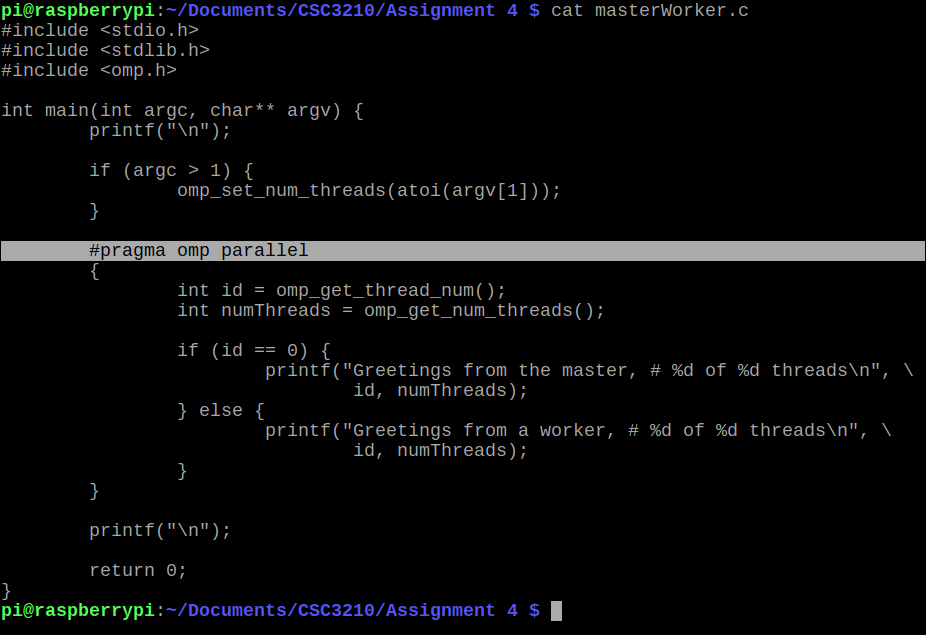 pi@raspberrypi:~/Documents/CSC3210/Assignment 4 $ cat masterWorker.c
#include <stdio.h>
#include <stdlib.h>
#include <omp.h>

int main(int argc, char** argv) {
        printf("\n");

        if (argc > 1) {
                omp_set_num_threads(atoi(argv[1]));
        }

        #pragma omp parallel
        {
                int id = omp_get_thread_num();
                int numThreads = omp_get_num_threads();

                if (id == 0) {
                        printf("Greetings from the master, # %d of %d threads\n", \
                                id, numThreads);
                } else {
                        printf("Greetings from a worker, # %d of %d threads\n", \
                                id, numThreads);
                }
        }

        printf("\n");

        return 0;
}
pi@raspberrypi:~/Documents/CSC3210/Assignment 4 $